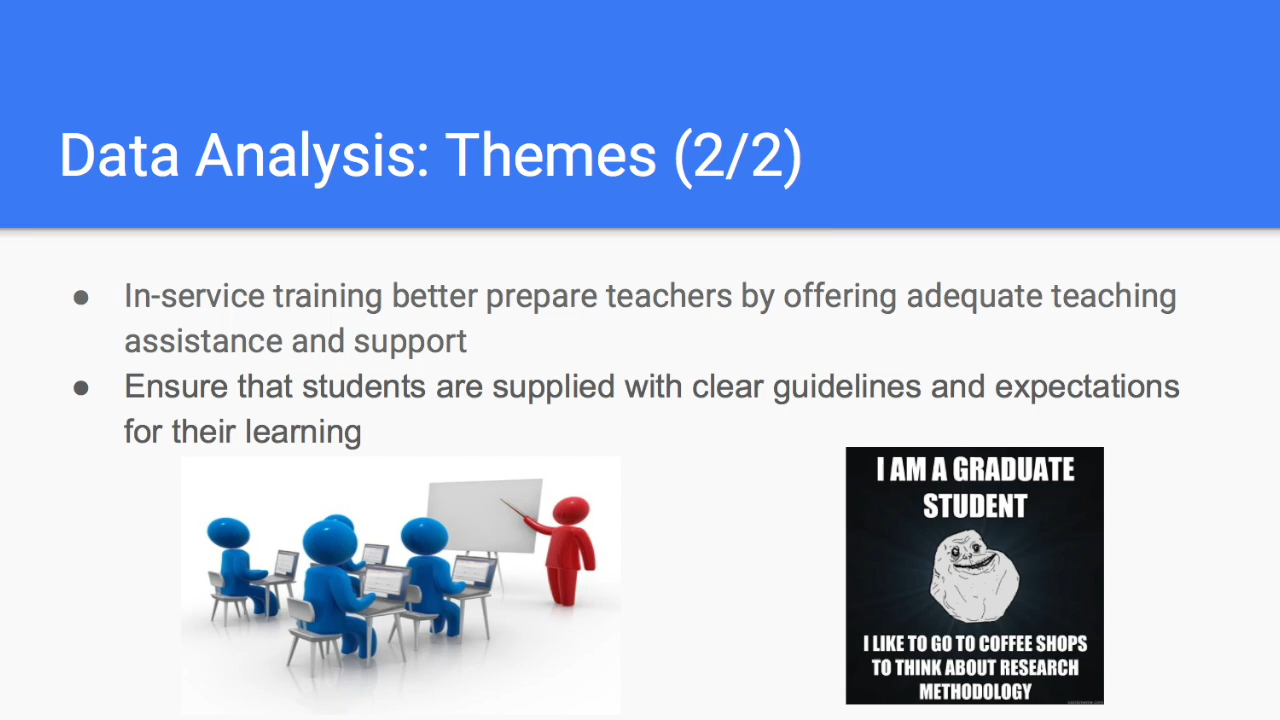 Data Analysis: Themes (2/2)
● In-service training better prepare teachers by offering adequate teaching
assistance and support
● Ensure that students are supplied with clear guidelines and expectations
for their learning
I AM A GRADUATE
STUDENT
I LIKE TO GO TO COFFEE SHOPS
TO THINK ABOUT RESEARCH
METHODOLOGY